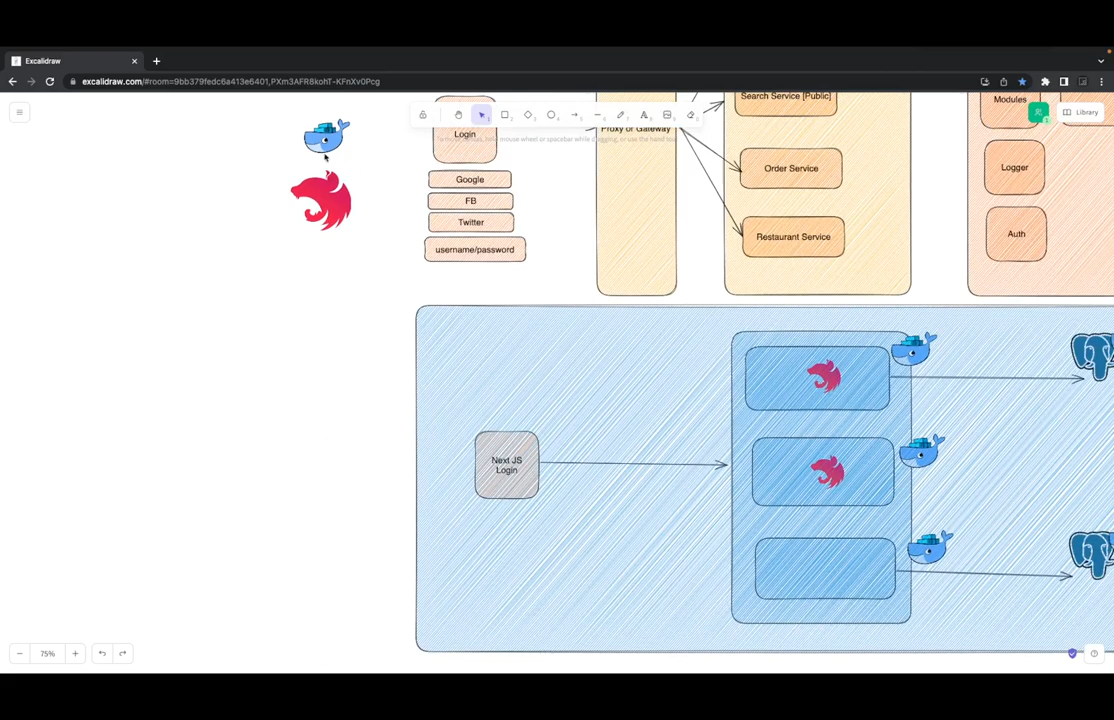 Excalidraw
excalidraw.com/#room=9bb379fedc6a413e6401,PXm3AFR8kohT-KFnXv0Pcg
Library
Login
Google
FB
Twitter
username/password
Proxy or Gateway
Search Service [Public]
Order Service
Restaurant Service
Modules
Logger
Auth
Next JS
Login
75%